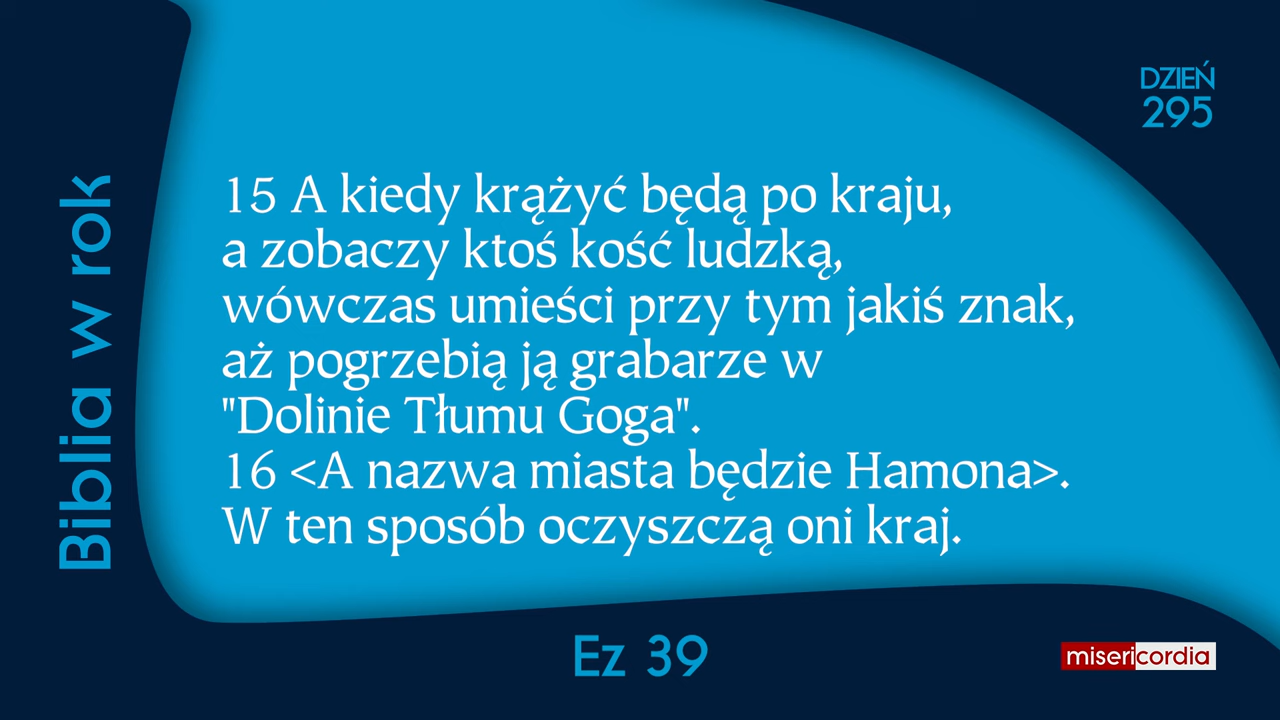 DZIEŃ
295
Biblia w rok
15 A kiedy krążyć będą po kraju,
a zobaczy ktoś kość ludzką,
wówczas umieści przy tym jakiś znak,
aż pogrzebią ją grabarze w
"Dolinie Tłumu Goga".
16 <A nazwa miasta będzie Hamona>.
W ten sposób oczyszczą oni kraj.
Ez 39
misericordia